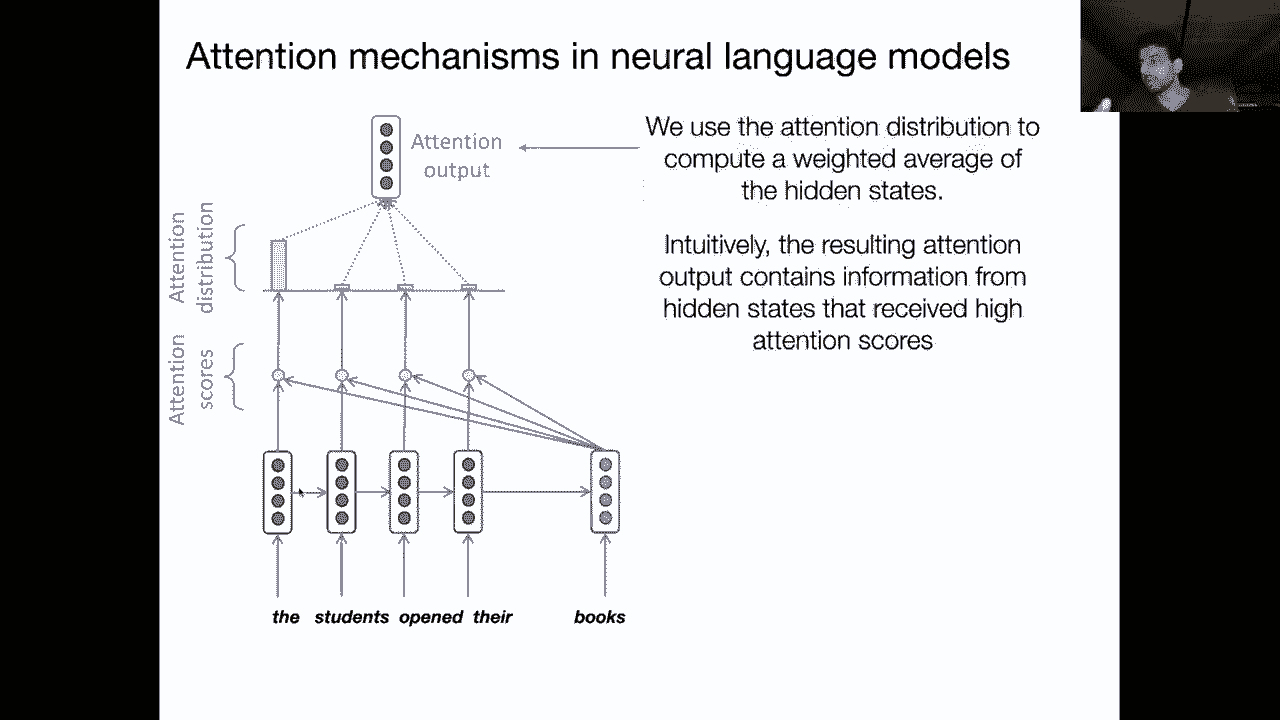 Attention mechanisms in neural language models
We use the attention distribution to
compute a weighted average of
the hidden states.
Intuitively, the resulting attention
output contains information from
hidden states that received high
attention scores
Attention
output
Attention
distribution
Attention
scores
the students opened their books